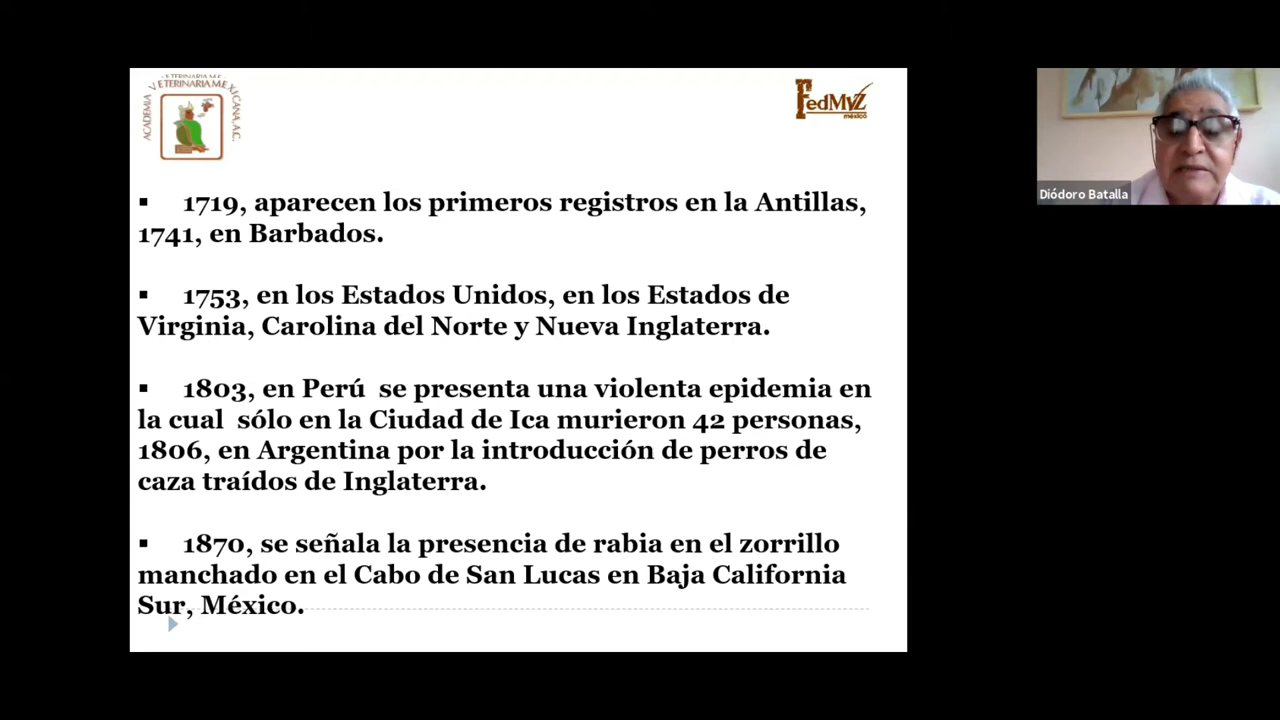 ACADEMIA VETERINARIA MEXICANA, A.C.
FedMVZ
méxico
▪ 1719, aparecen los primeros registros en la Antillas,
1741, en Barbados.
▪ 1753, en los Estados Unidos, en los Estados de
Virginia, Carolina del Norte y Nueva Inglaterra.
▪ 1803, en Perú se presenta una violenta epidemia en
la cual sólo en la Ciudad de Ica murieron 42 personas,
1806, en Argentina por la introducción de perros de
caza traídos de Inglaterra.
▪ 1870, se señala la presencia de rabia en el zorrillo
manchado en el Cabo de San Lucas en Baja California
Sur, México.
Diódoro Batalla